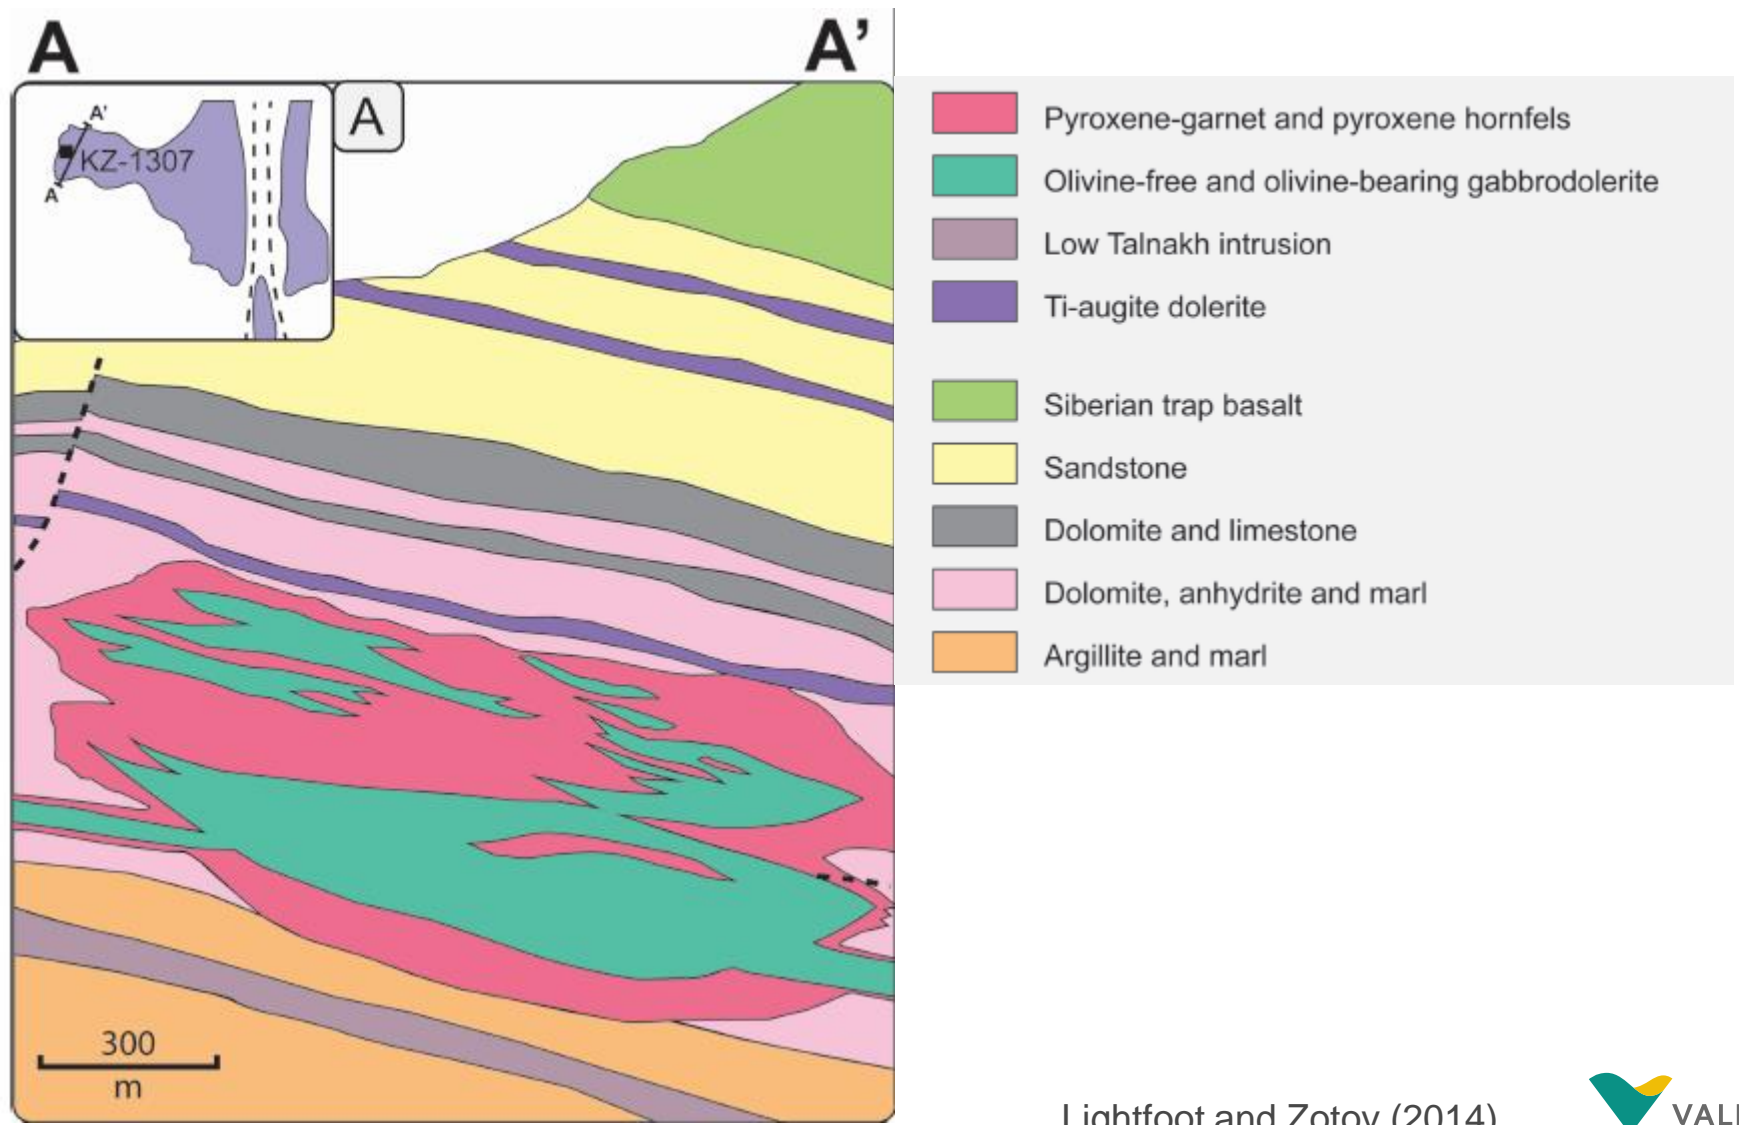 A A'
A
A'
KZ-1307
A
300
m
Pyroxene-garnet and pyroxene hornfels
Olivine-free and olivine-bearing gabbrodolerite
Low Talnakh intrusion
Ti-augite dolerite
Siberian trap basalt
Sandstone
Dolomite and limestone
Dolomite, anhydrite and marl
Argillite and marl
Lightfoot and Zotov (2014)